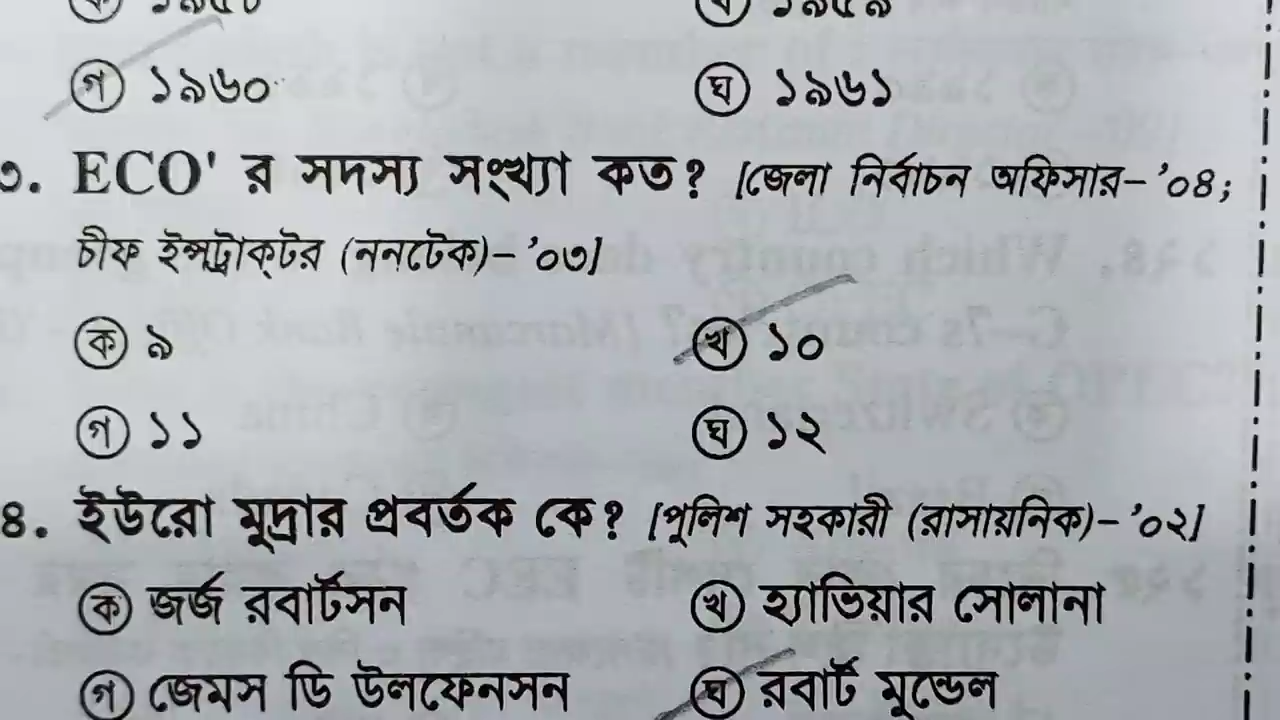 গ ১৯৬০ ঘ ১৯৬১
৩. ECO' র সদস্য সংখ্যা কত? [জেলা নির্বাচন অফিসার–'০৪;
চীফ ইন্সট্রাক্টর (ননটেক)–'০৩]
ক ৯ খ ১০
গ ১১ ঘ ১২
৪. ইউরো মুদ্রার প্রবর্তক কে? [পুলিশ সহকারী (রাসায়নিক)–'০২]
ক জর্জ রবার্টসন খ হ্যাভিয়ার সোলানা
গ জেমস ডি উলফেনসন ঘ রবার্ট মুন্ডেল